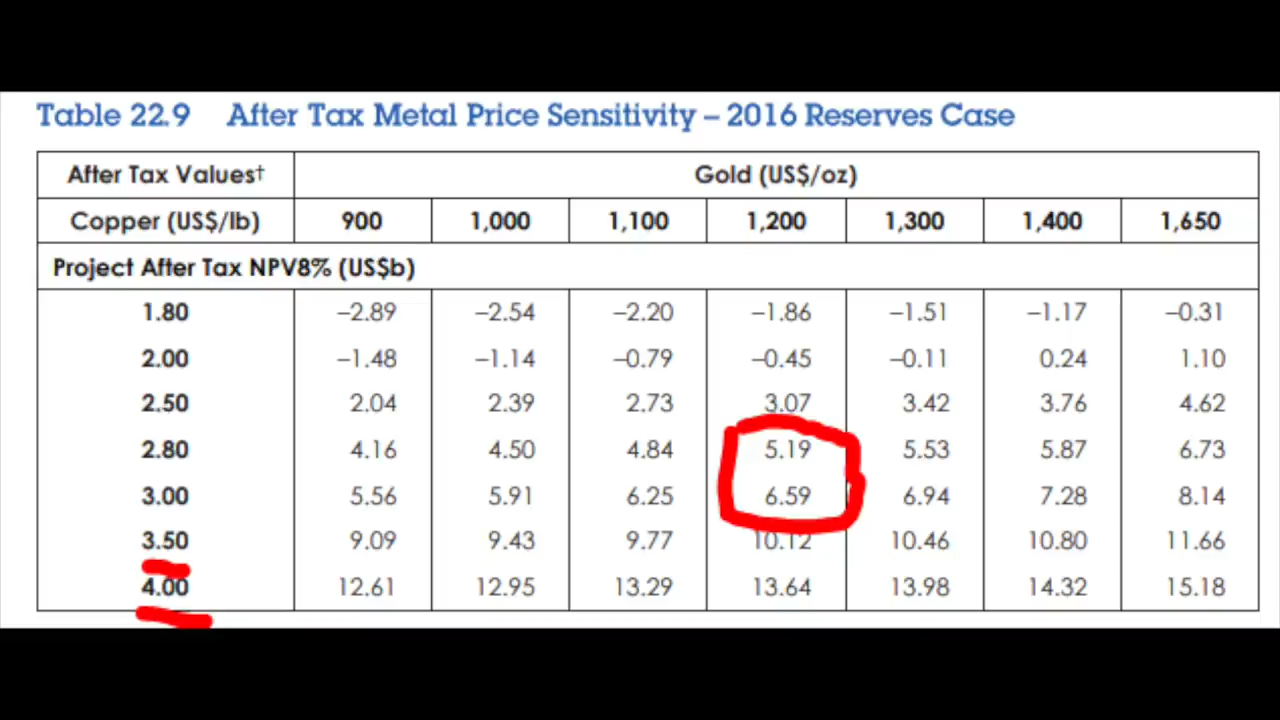 Table 22.9 After Tax Metal Price Sensitivity – 2016 Reserves Case
After Tax Values† Gold (US$/oz)
Copper (US$/lb) 900 1,000 1,100 1,200 1,300 1,400 1,650
Project After Tax NPV8% (US$b)
1.80 –2.89 –2.54 –2.20 –1.86 –1.51 –1.17 –0.31
2.00 –1.48 –1.14 –0.79 –0.45 –0.11 0.24 1.10
2.50 2.04 2.39 2.73 3.07 3.42 3.76 4.62
2.80 4.16 4.50 4.84 5.19 5.53 5.87 6.73
3.00 5.56 5.91 6.25 6.59 6.94 7.28 8.14
3.50 9.09 9.43 9.77 10.12 10.46 10.80 11.66
4.00 12.61 12.95 13.29 13.64 13.98 14.32 15.18